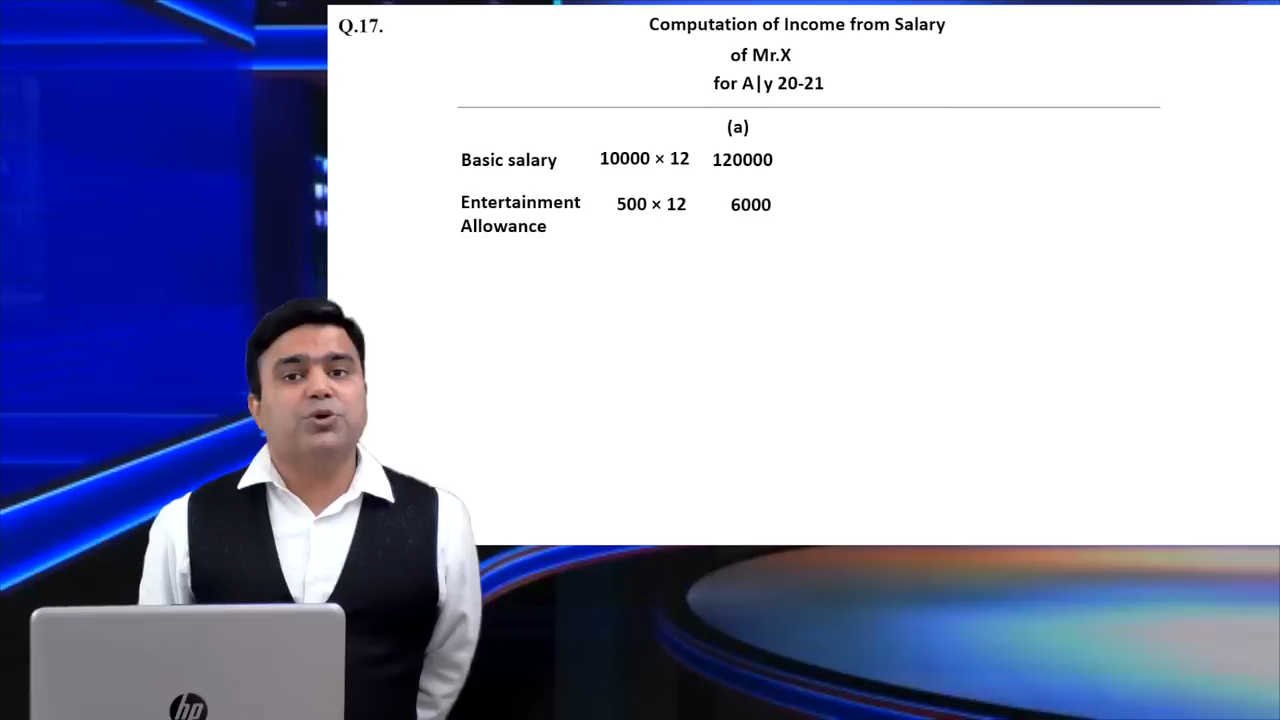 Q.17.
Computation of Income from Salary
of Mr.X
for A|y 20-21
(a)
Basic salary 10000 × 12 120000
Entertainment 500 × 12 6000
Allowance
hp